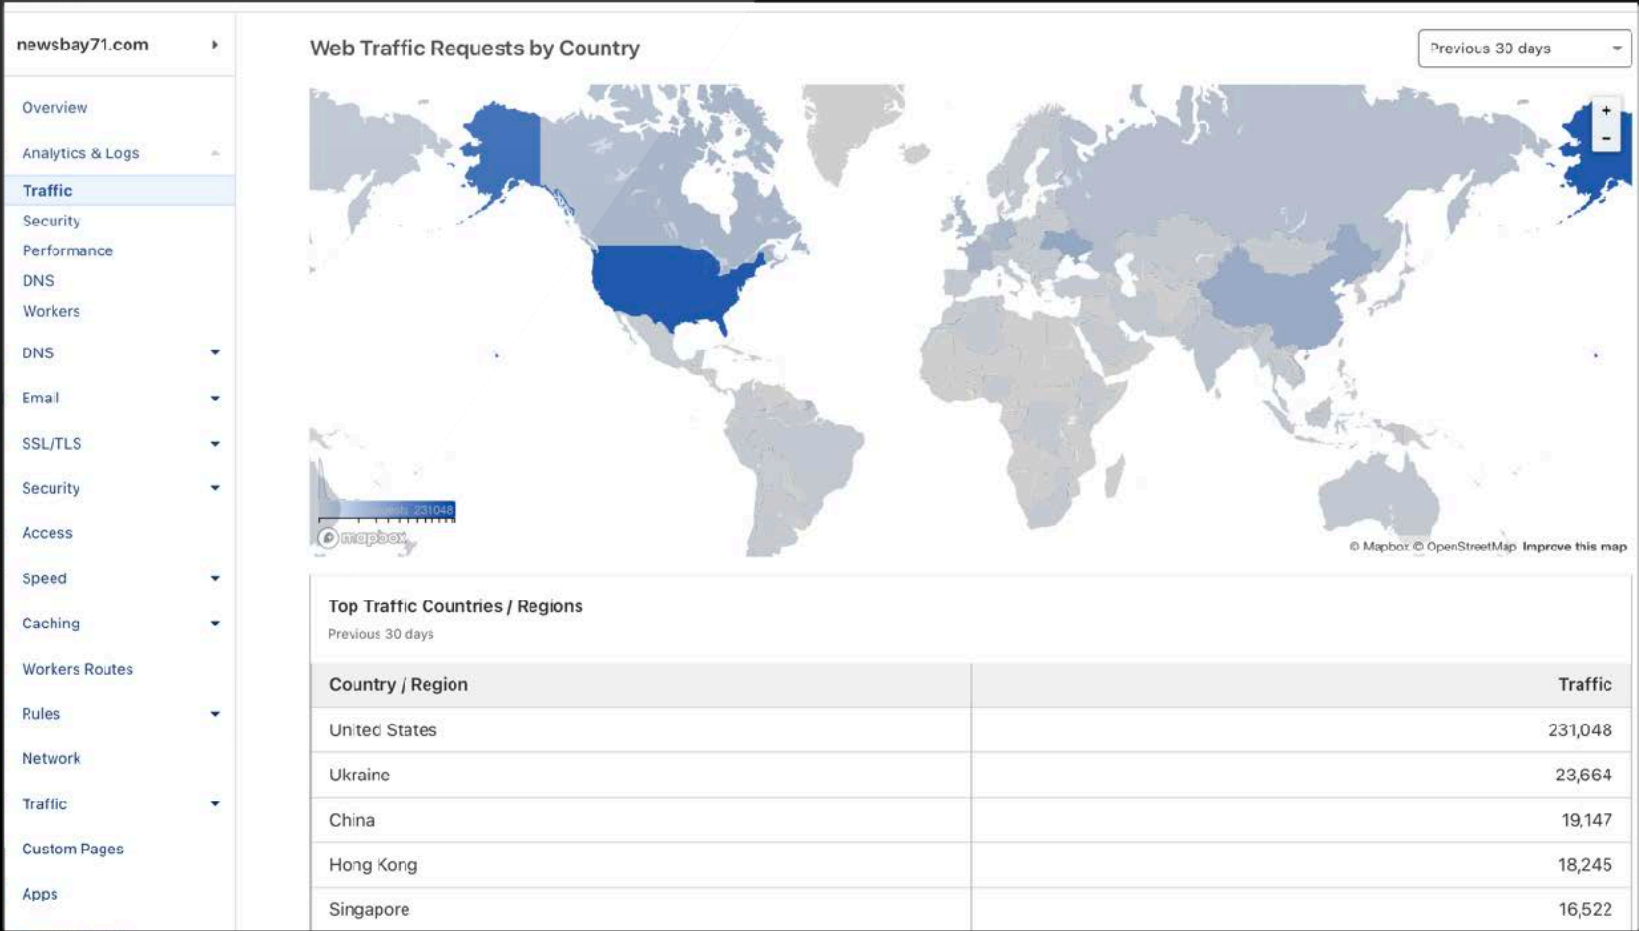 newsbay71.com
Overview
Analytics & Logs
Traffic
Security
Performance
DNS
Workers
DNS
Email
SSL/TLS
Security
Access
Speed
Caching
Workers Routes
Rules
Network
Traffic
Custom Pages
Apps
Web Traffic Requests by Country
Previous 30 days
+
-
231048
mapbox
© Mapbox © OpenStreetMap Improve this map
Top Traffic Countries / Regions
Previous 30 days
Country / Region Traffic
United States 231,048
Ukraine 23,664
China 19,147
Hong Kong 18,245
Singapore 16,522